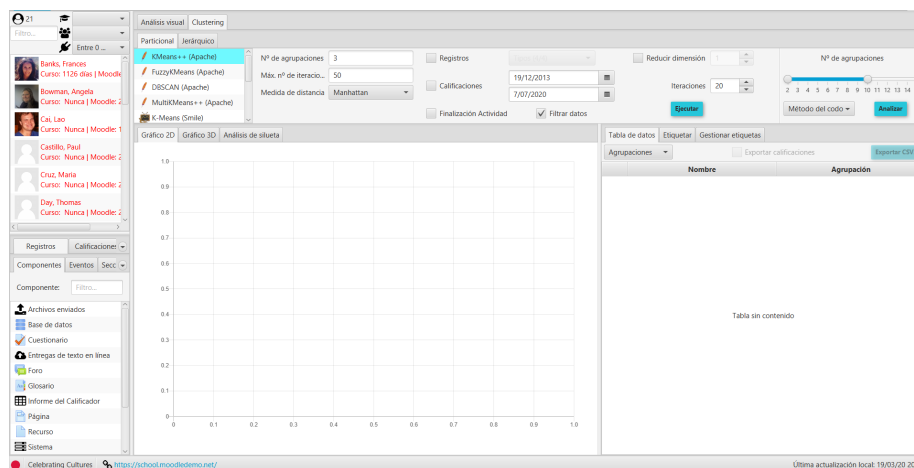 21
Filtro...
Entre 0 ...
Banks, Frances
Curso: 1126 días | Moodle
Bowman, Angela
Curso: Nunca | Moodle: 2
Cai, Lao
Curso: Nunca | Moodle: 1
Castillo, Paul
Curso: Nunca | Moodle: 2
Cruz, Maria
Curso: Nunca | Moodle: 2
Day, Thomas
Curso: Nunca | Moodle: 2
Registros Calificacione:
Componentes Eventos Secc
Componente: Filtro...
Archivos enviados
Base de datos
Cuestionario
Entregas de texto en línea
Foro
Glosario
Informe del Calificador
Página
Recurso
Sistema
Análisis visual Clustering
Particional Jerárquico
KMeans++ (Apache)
FuzzyKMeans (Apache)
DBSCAN (Apache)
MultiKMeans++ (Apache)
K-Means (Smile)
Nº de agrupaciones 3
Máx. nº de iteracio... 50
Medida de distancia Manhattan
Registros
Calificaciones
19/12/2013
7/07/2020
Finalización Actividad Filtrar datos
Reducir dimensión 1
Iteraciones 20
Ejecutar
Nº de agrupaciones
2 3 4 5 6 7 8 9 10 11 12 13 14
Método del codo Analizar
Gráfico 2D Gráfico 3D Análisis de silueta
1.0
0.9
0.8
0.7
0.6
0.5
0.4
0.3
0.2
0.1
0
0 0.1 0.2 0.3 0.4 0.5 0.6 0.7 0.8 0.9 1.0
Tabla de datos Etiquetar Gestionar etiquetas
Agrupaciones Exportar calificaciones Exportar CSV
Nombre Agrupación
Tabla sin contenido
Celebrating Cultures https://school.moodledemo.net/
Última actualización local: 19/03/20 20